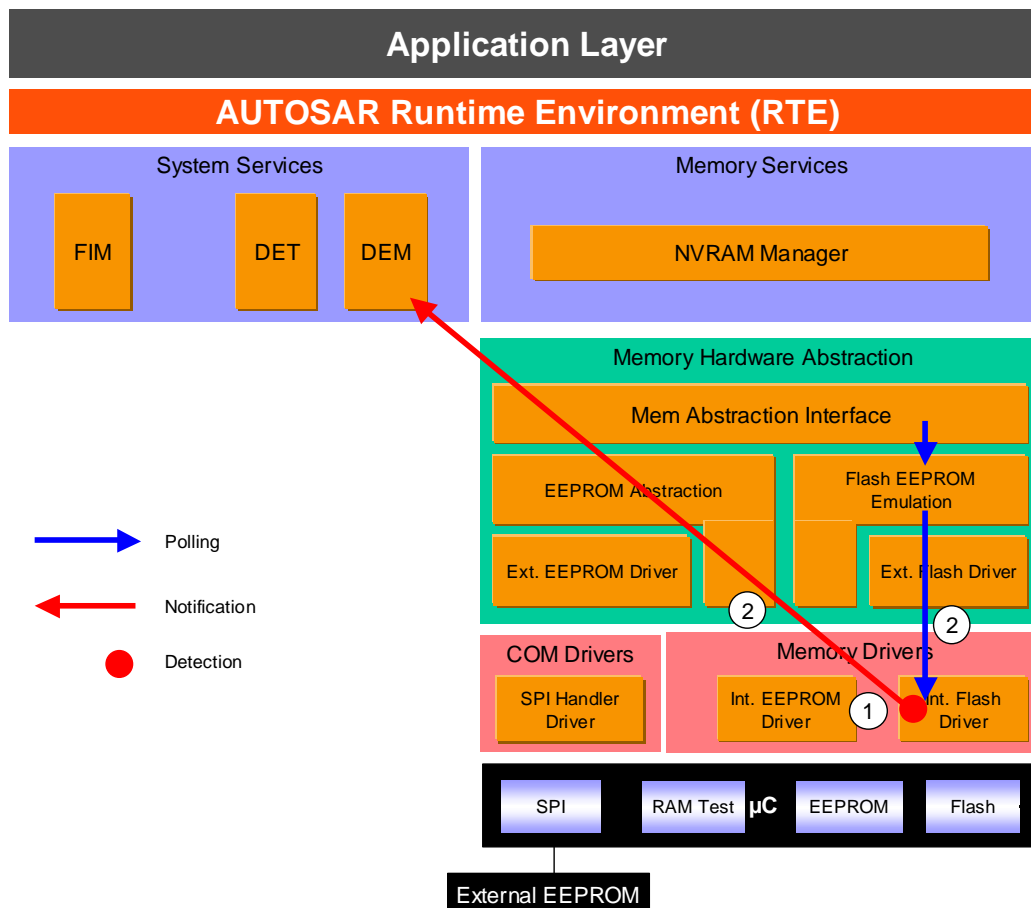 Application Layer
AUTOSAR Runtime Environment (RTE)
System Services
FIM
DET
DEM
Memory Services
NVRAM Manager
Memory Hardware Abstraction
Mem Abstraction Interface
EEPROM Abstraction
Flash EEPROM
Emulation
Ext. EEPROM Driver
Ext. Flash Driver
2
2
Polling
Notification
Detection
COM Drivers
SPI Handler
Driver
Memory Drivers
Int. EEPROM
Driver
1
Int. Flash
Driver
SPI
RAM Test
µC
EEPROM
Flash
External EEPROM